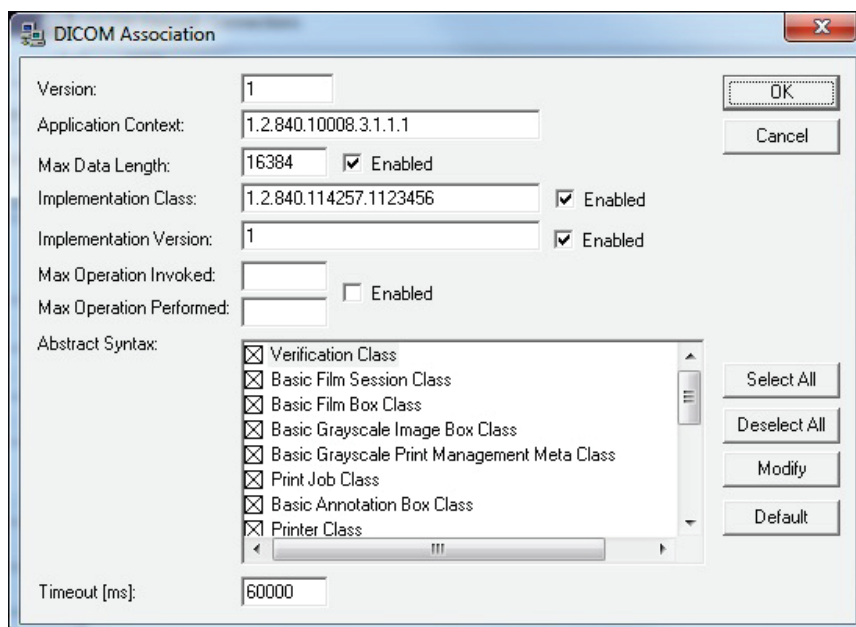 DICOM Association
Version: 1
OK
Application Context: 1.2.840.10008.3.1.1.1
Cancel
Max Data Length: 16384 Enabled
Implementation Class: 1.2.840.114257.1123456 Enabled
Implementation Version: 1 Enabled
Max Operation Invoked:
Enabled
Max Operation Performed:
Abstract Syntax:
Verification Class
Basic Film Session Class
Select All
Basic Film Box Class
Basic Grayscale Image Box Class
Deselect All
Basic Grayscale Print Management Meta Class
Modify
Print Job Class
Basic Annotation Box Class
Default
Printer Class
Timeout [ms]: 60000